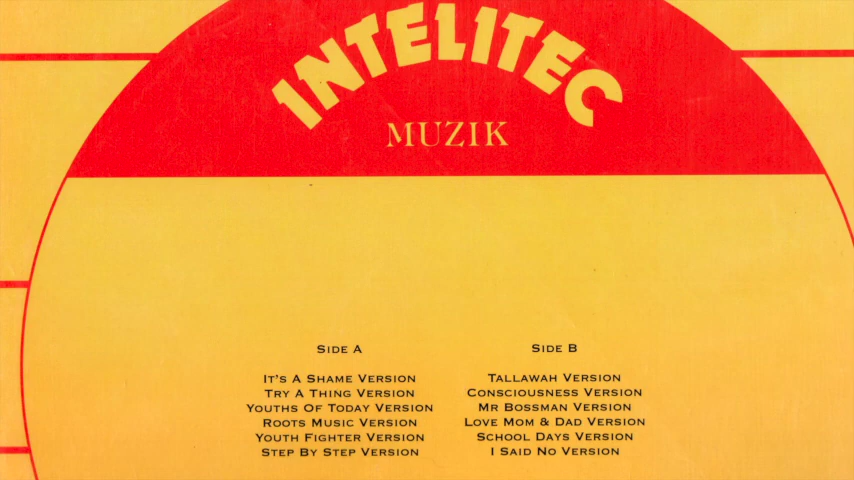 INTELITEC
MUZIK
SIDE A
IT'S A SHAME VERSION
TRY A THING VERSION
YOUTHS OF TODAY VERSION
ROOTS MUSIC VERSION
YOUTH FIGHTER VERSION
STEP BY STEP VERSION
SIDE B
TALLAWAH VERSION
CONSCIOUSNESS VERSION
MR BOSSMAN VERSION
LOVE MOM & DAD VERSION
SCHOOL DAYS VERSION
I SAID NO VERSION